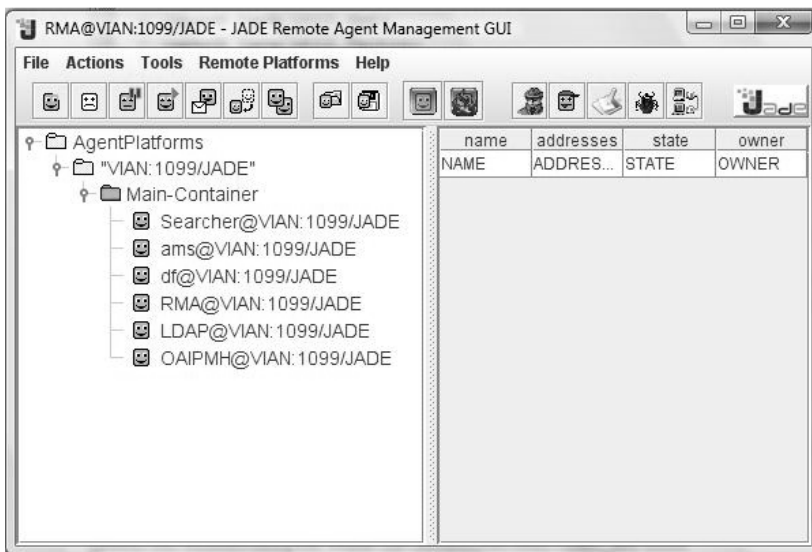 RMA@VIAN:1099/JADE - JADE Remote Agent Management GUI
File Actions Tools Remote Platforms Help
Jade
AgentPlatforms
"VIAN:1099/JADE"
Main-Container
Searcher@VIAN:1099/JADE
ams@VIAN:1099/JADE
df@VIAN:1099/JADE
RMA@VIAN:1099/JADE
LDAP@VIAN:1099/JADE
OAIPMH@VIAN:1099/JADE
name addresses state owner
NAME ADDRES... STATE OWNER